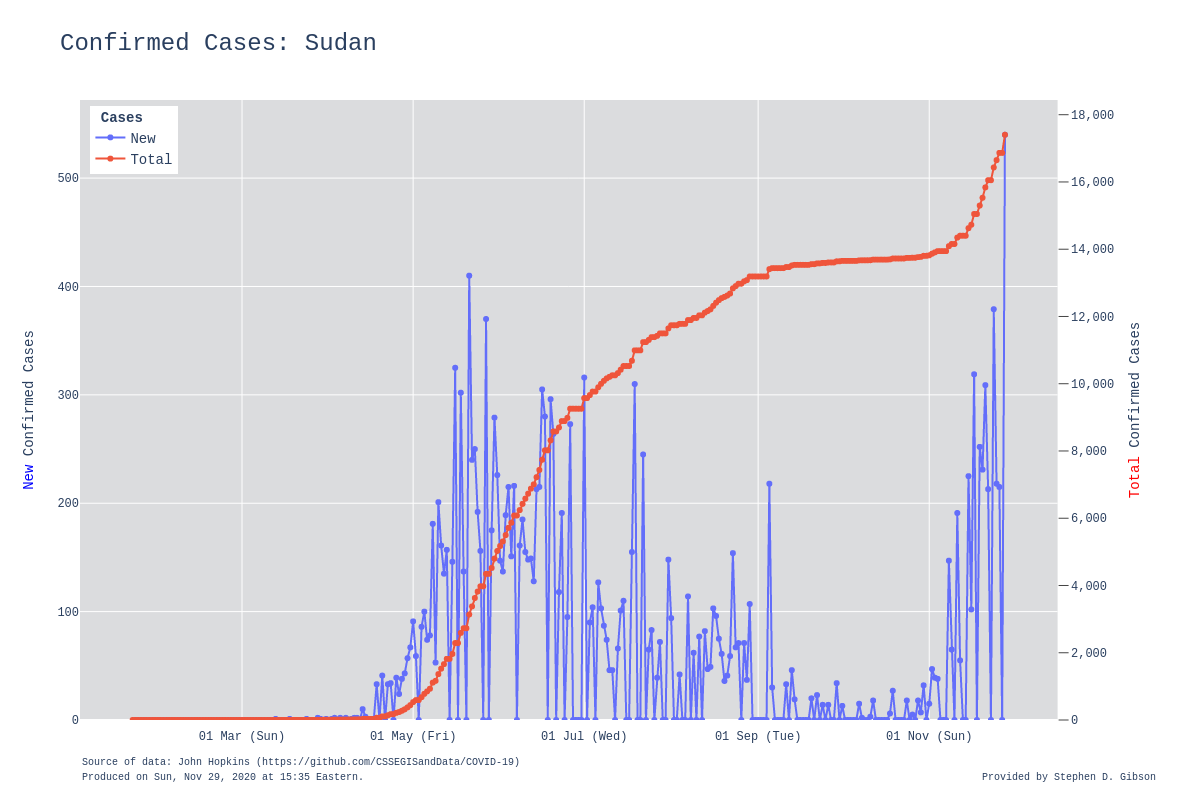 Confirmed Cases: Sudan
Cases
New
Total
500
400
300
200
100
0
New Confirmed Cases
18,000
16,000
14,000
12,000
10,000
8,000
6,000
4,000
2,000
0
Total Confirmed Cases
01 Mar (Sun) 01 May (Fri) 01 Jul (Wed) 01 Sep (Tue) 01 Nov (Sun)
Source of data: John Hopkins (https://github.com/CSSEGISandData/COVID-19)
Produced on Sun, Nov 29, 2020 at 15:35 Eastern.
Provided by Stephen D. Gibson